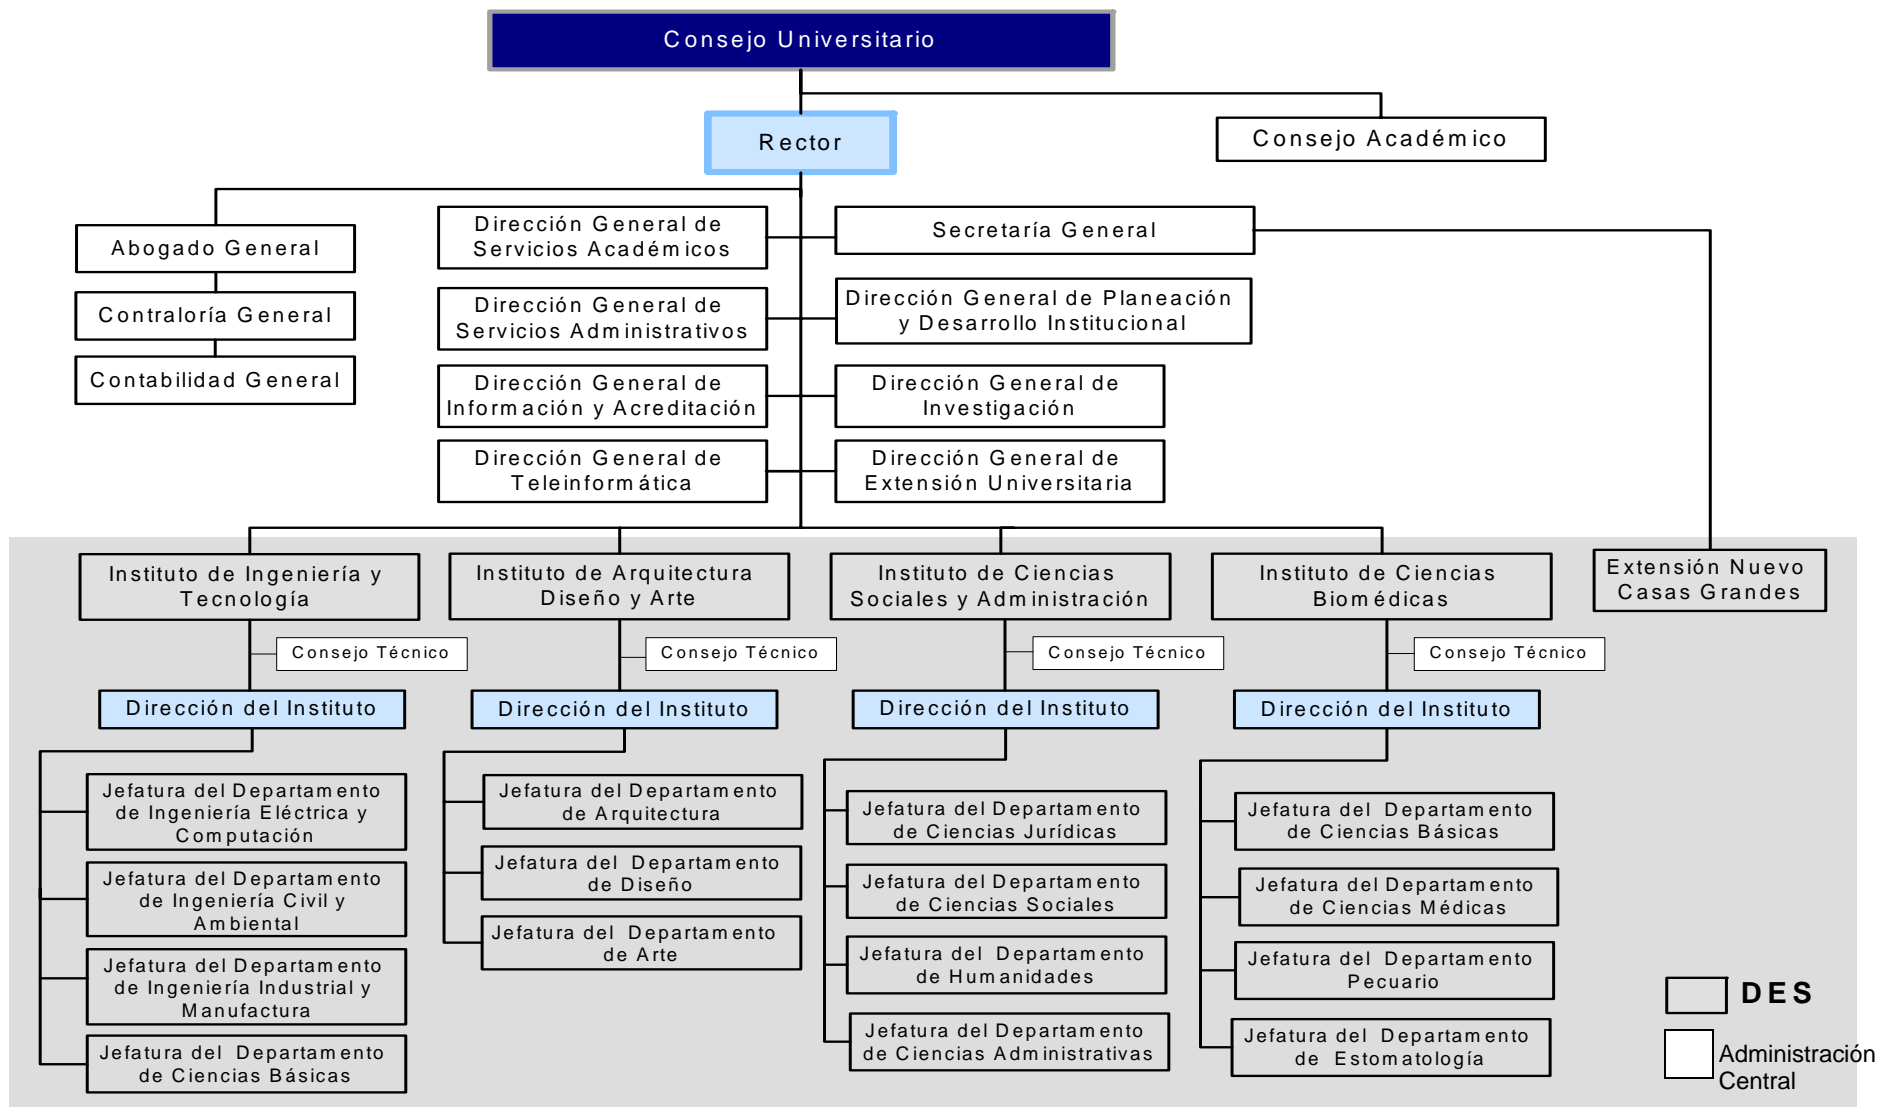 Consejo Universitario
Rector
Consejo Académico
Abogado General
Contraloría General
Contabilidad General
Dirección General de
Servicios Académicos
Secretaría General
Dirección General de
Servicios Administrativos
Dirección General de Planeación
y Desarrollo Institucional
Dirección General de
Información y Acreditación
Dirección General de
Investigación
Dirección General de
Teleinformática
Dirección General de
Extensión Universitaria
Instituto de Ingeniería y
Tecnología
Instituto de Arquitectura
Diseño y Arte
Instituto de Ciencias
Sociales y Administración
Instituto de Ciencias
Biomédicas
Extensión Nuevo
Casas Grandes
Consejo Técnico
Consejo Técnico
Consejo Técnico
Consejo Técnico
Dirección del Instituto
Dirección del Instituto
Dirección del Instituto
Dirección del Instituto
Jefatura del Departamento
de Ingeniería Eléctrica y
Computación
Jefatura del Departamento
de Ingeniería Civil y
Ambiental
Jefatura del Departamento
de Ingeniería Industrial y
Manufactura
Jefatura del Departamento
de Ciencias Básicas
Jefatura del Departamento
de Arquitectura
Jefatura del Departamento
de Diseño
Jefatura del Departamento
de Arte
Jefatura del Departamento
de Ciencias Jurídicas
Jefatura del Departamento
de Ciencias Sociales
Jefatura del Departamento
de Humanidades
Jefatura del Departamento
de Ciencias Administrativas
Jefatura del Departamento
de Ciencias Básicas
Jefatura del Departamento
de Ciencias Médicas
Jefatura del Departamento
Pecuario
Jefatura del Departamento
de Estomatología
DES
Administración
Central